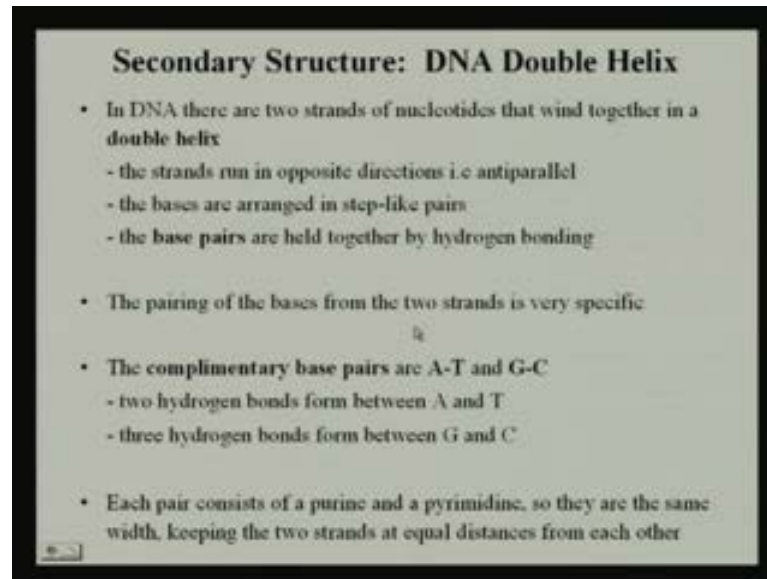 Secondary Structure: DNA Double Helix
• In DNA there are two strands of nucleotides that wind together in a
double helix
- the strands run in opposite directions i.e antiparallel
- the bases are arranged in step-like pairs
- the base pairs are held together by hydrogen bonding
• The pairing of the bases from the two strands is very specific
• The complimentary base pairs are A-T and G-C
- two hydrogen bonds form between A and T
- three hydrogen bonds form between G and C
• Each pair consists of a purine and a pyrimidine, so they are the same
width, keeping the two strands at equal distances from each other